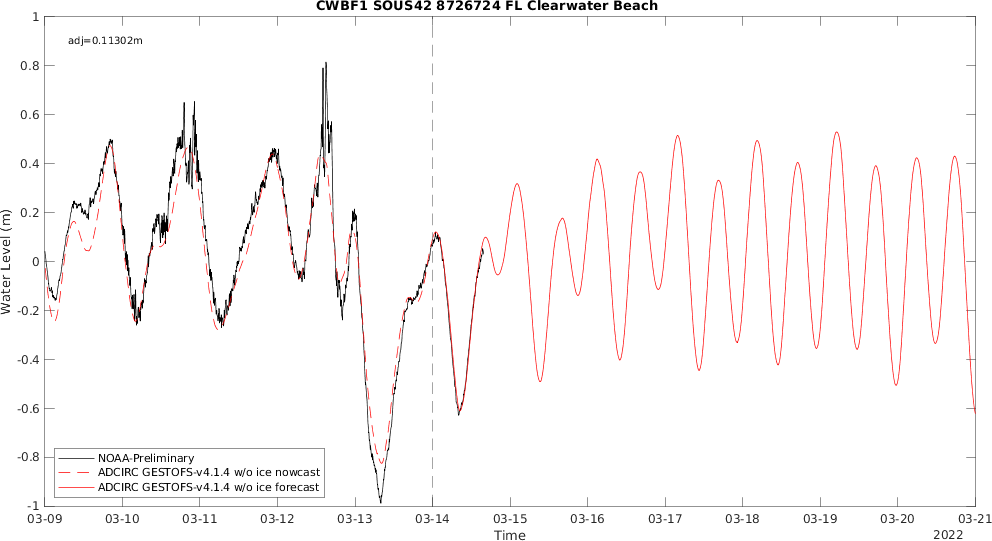 CWBF1 SOUS42 8726724 FL Clearwater Beach
adj=0.11302m
Water Level (m)
1
0.8
0.6
0.4
0.2
0
-0.2
-0.4
-0.6
-0.8
-1
NOAA-Preliminary
ADCIRC GESTOFS-v4.1.4 w/o ice nowcast
ADCIRC GESTOFS-v4.1.4 w/o ice forecast
03-09 03-10 03-11 03-12 03-13 03-14 03-15 03-16 03-17 03-18 03-19 03-20 03-21
Time
2022